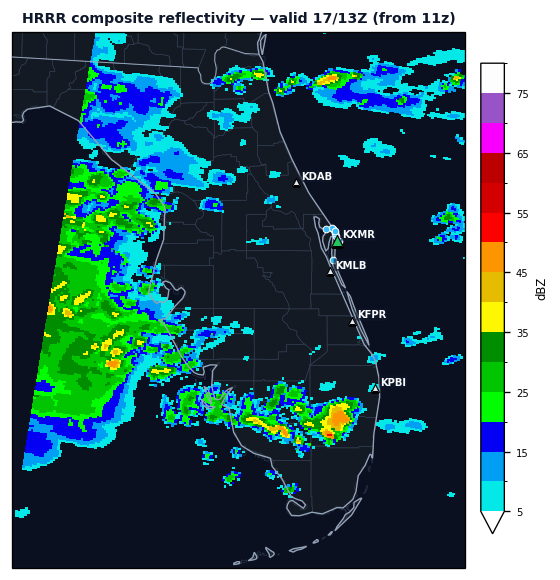 HRRR composite reflectivity — valid 17/13Z (from 11z)
KDAB
KXMR
KMLB
KFPR
KPBI
75
65
55
45
35
25
15
5
dBZ